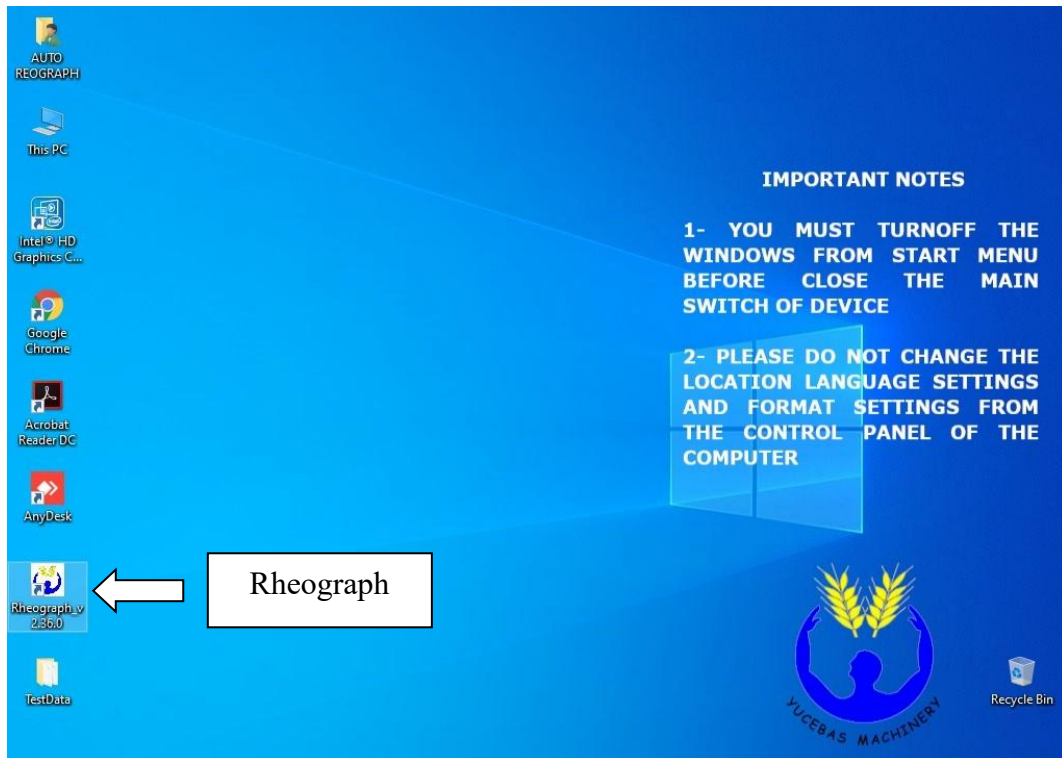 AUTO
REOGRAPH
This PC
Intel® HD
Graphics C...
Google
Chrome
Acrobat
Reader DC
AnyDesk
Rheograph_v
2.36.0
TestData
Rheograph
IMPORTANT NOTES
1- YOU MUST TURNOFF THE
WINDOWS FROM START MENU
BEFORE CLOSE THE MAIN
SWITCH OF DEVICE
2- PLEASE DO NOT CHANGE THE
LOCATION LANGUAGE SETTINGS
AND FORMAT SETTINGS FROM
THE CONTROL PANEL OF THE
COMPUTER
YUCEBAS MACHINERY
Recycle Bin